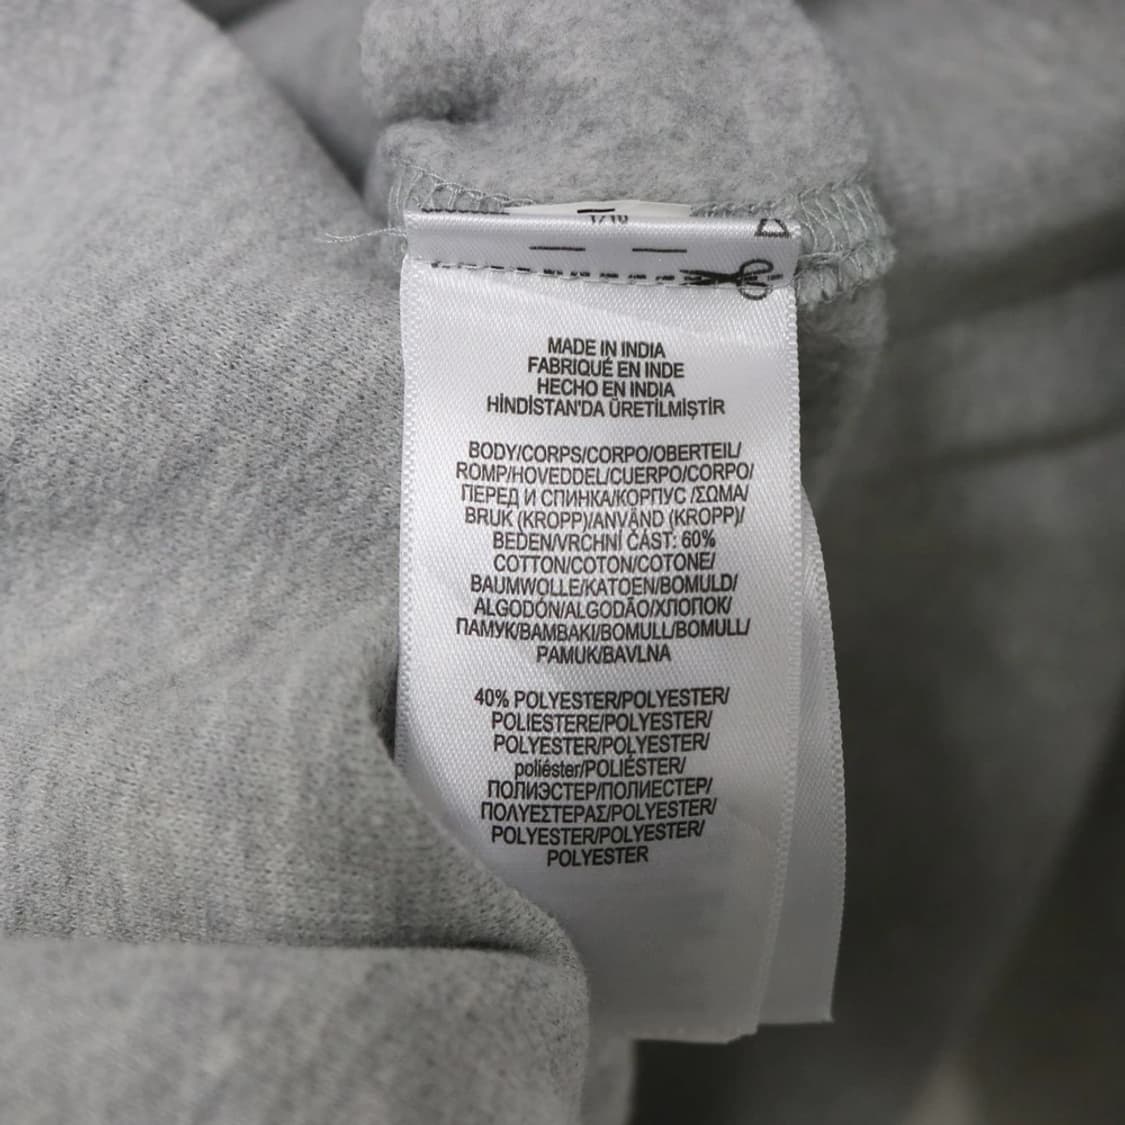 1/10
MADE IN INDIA
FABRIQUÉ EN INDE
HECHO EN INDIA
HİNDİSTAN'DA ÜRETİLMİŞTİR
BODY/CORPS/CORPO/OBERTEIL/
ROMP/HOVEDDEL/CUERPO/CORPO/
ПЕРЕД И СПИНКА/КОРПУС /ΣΩΜΑ/
BRUK (KROPP)/ANVÄND (KROPP)/
BEDEN/VRCHNÍ ČÁST: 60%
COTTON/COTON/COTONE/
BAUMWOLLE/KATOEN/BOMULD/
ALGODÓN/ALGODÃO/ХЛОПОК/
ПАМУК/BAMBAKI/BOMULL/BOMULL/
PAMUK/BAVLNA
40% POLYESTER/POLYESTER/
POLIESTERE/POLYESTER/
POLYESTER/POLYESTER/
poliéster/POLIÉSTER/
ПОЛИЭСТЕР/ПОЛИЕСТЕР/
ΠΟΛΥΕΣΤΕΡΑΣ/POLYESTER/
POLYESTER/POLYESTER/
POLYESTER